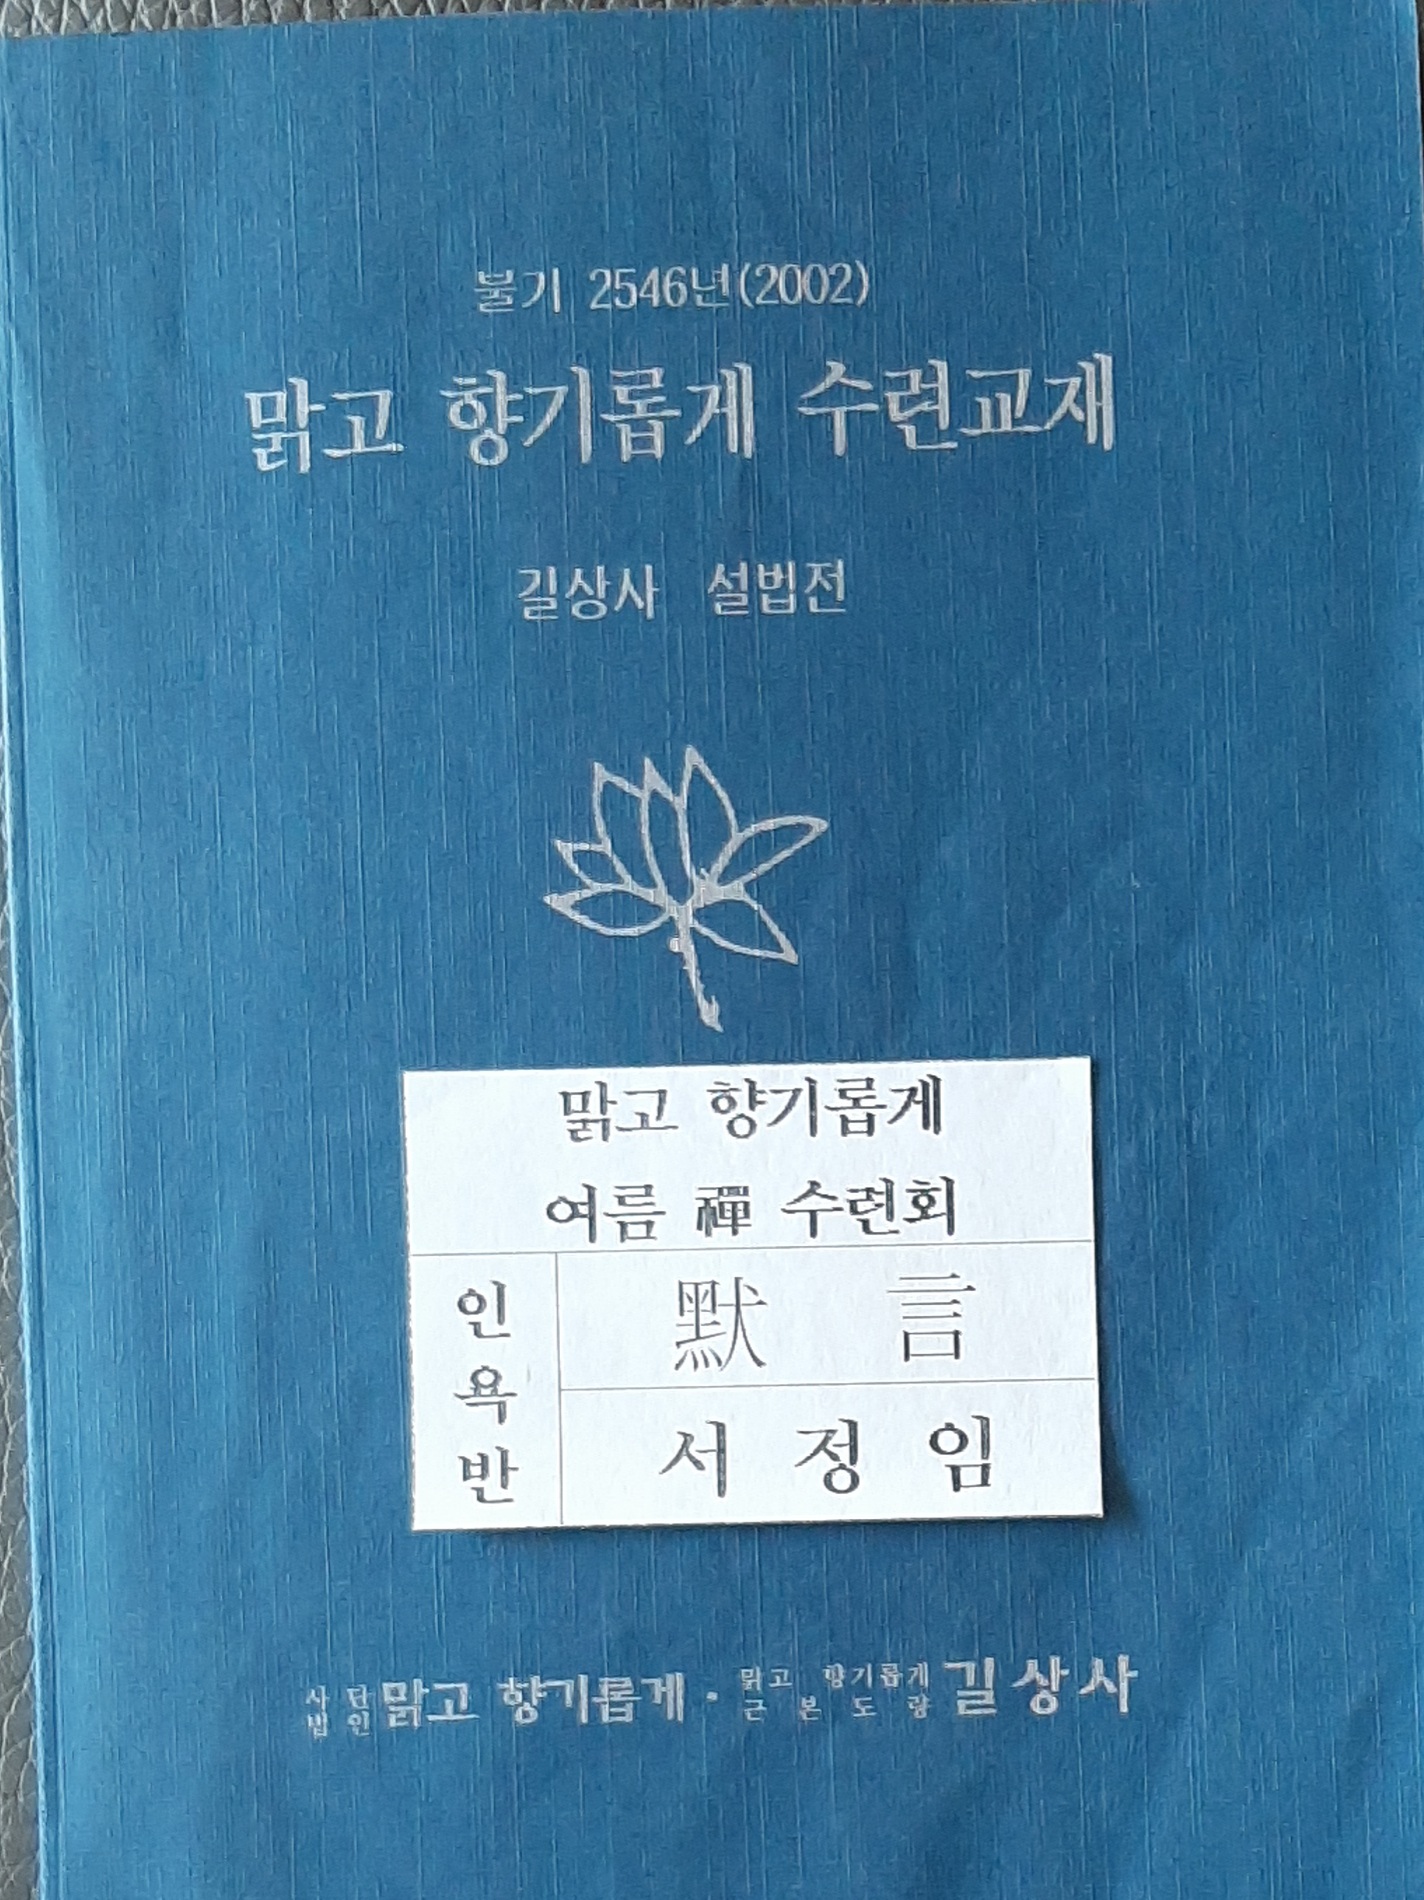 불기 2546년(2002)
맑고 향기롭게 수련교재
길상사 설법전
맑고 향기롭게
여름 禪 수련회
인욕반
默 言
서 정 임
사단법인 맑고 향기롭게 · 맑고 향기롭게 근본도량 길상사